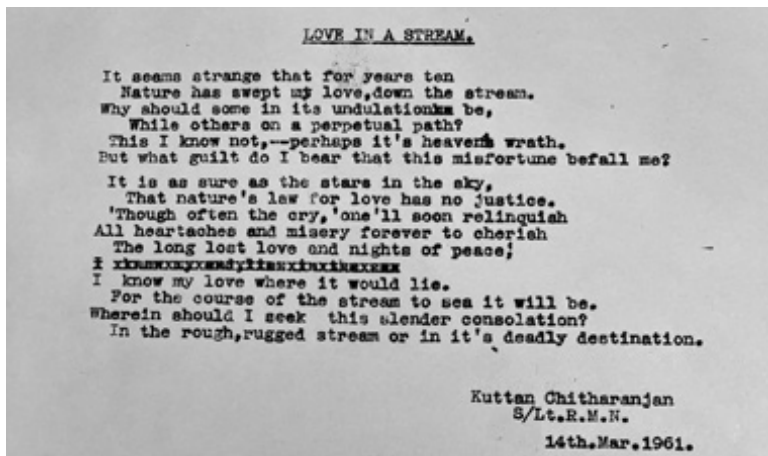 LOVE IN A STREAM.
It seems strange that for years ten
Nature has swept my love,down the stream.
Why should some in its undulation be,
While others on a perpetual path?
This I know not,--perhaps it's heavens wrath.
But what guilt do I bear that this misfortune befall me?
It is as sure as the stars in the sky,
That nature's law for love has no justice.
'Though often the cry,'one'll soon relinquish
All heartaches and misery forever to cherish
The long lost love and nights of peace;
I know my love where it would lie.
For the course of the stream to sea it will be.
Wherein should I seek this slender consolation?
In the rough,rugged stream or in it's deadly destination.
Kuttan Chitharanjan
S/Lt.R.M.N.
14th.Mar.1961.